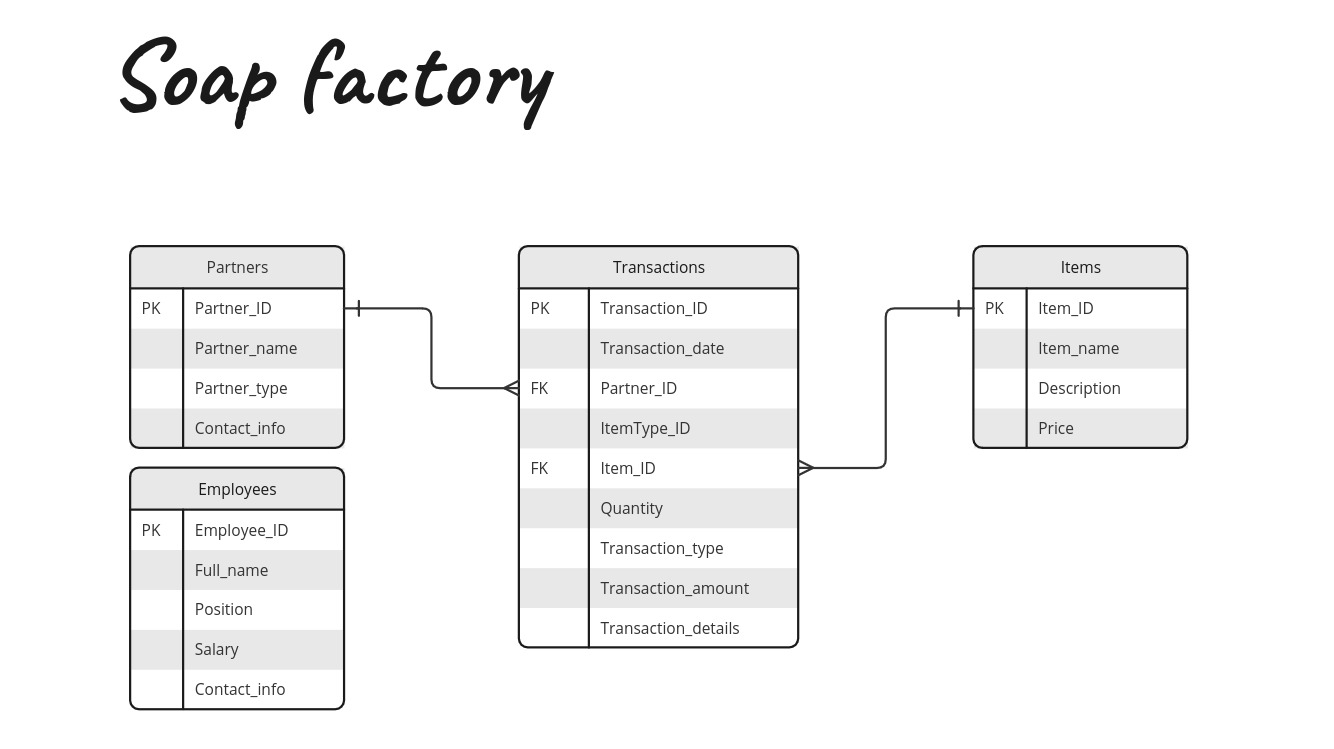 Soap factory
Partners
PK Partner_ID
Partner_name
Partner_type
Contact_info
Employees
PK Employee_ID
Full_name
Position
Salary
Contact_info
Transactions
PK Transaction_ID
Transaction_date
FK Partner_ID
ItemType_ID
FK Item_ID
Quantity
Transaction_type
Transaction_amount
Transaction_details
Items
PK Item_ID
Item_name
Description
Price